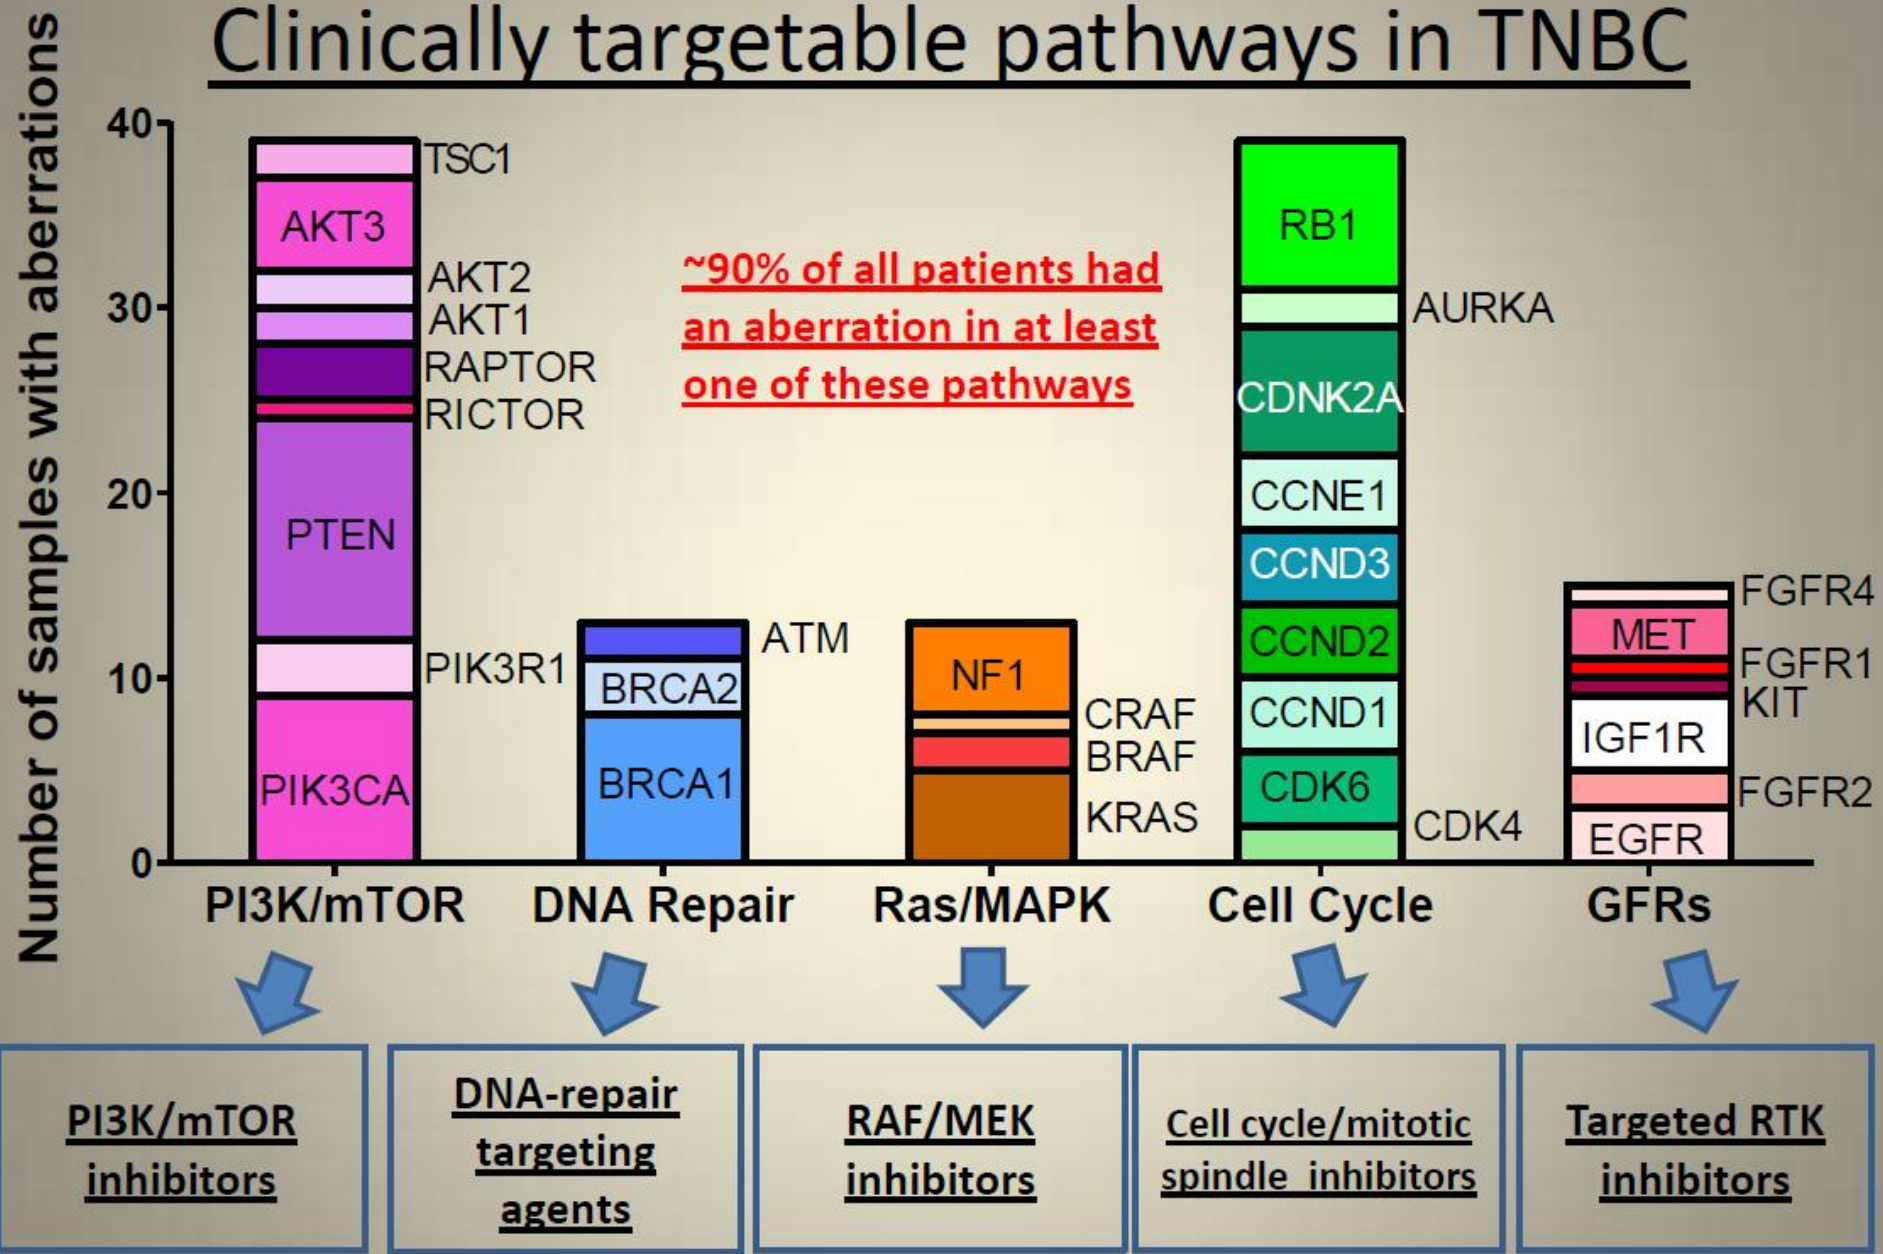 Clinically targetable pathways in TNBC
Number of samples with aberrations
40
30
20
10
0
TSC1
AKT3
AKT2
AKT1
RAPTOR
RICTOR
PTEN
PIK3R1
PIK3CA
~90% of all patients had
an aberration in at least
one of these pathways
ATM
BRCA2
BRCA1
NF1
CRAF
BRAF
KRAS
RB1
AURKA
CDNK2A
CCNE1
CCND3
CCND2
CCND1
CDK6
CDK4
FGFR4
MET
FGFR1
KIT
IGF1R
FGFR2
EGFR
PI3K/mTOR
DNA Repair
Ras/MAPK
Cell Cycle
GFRs
PI3K/mTOR
inhibitors
DNA-repair
targeting
agents
RAF/MEK
inhibitors
Cell cycle/mitotic
spindle inhibitors
Targeted RTK
inhibitors